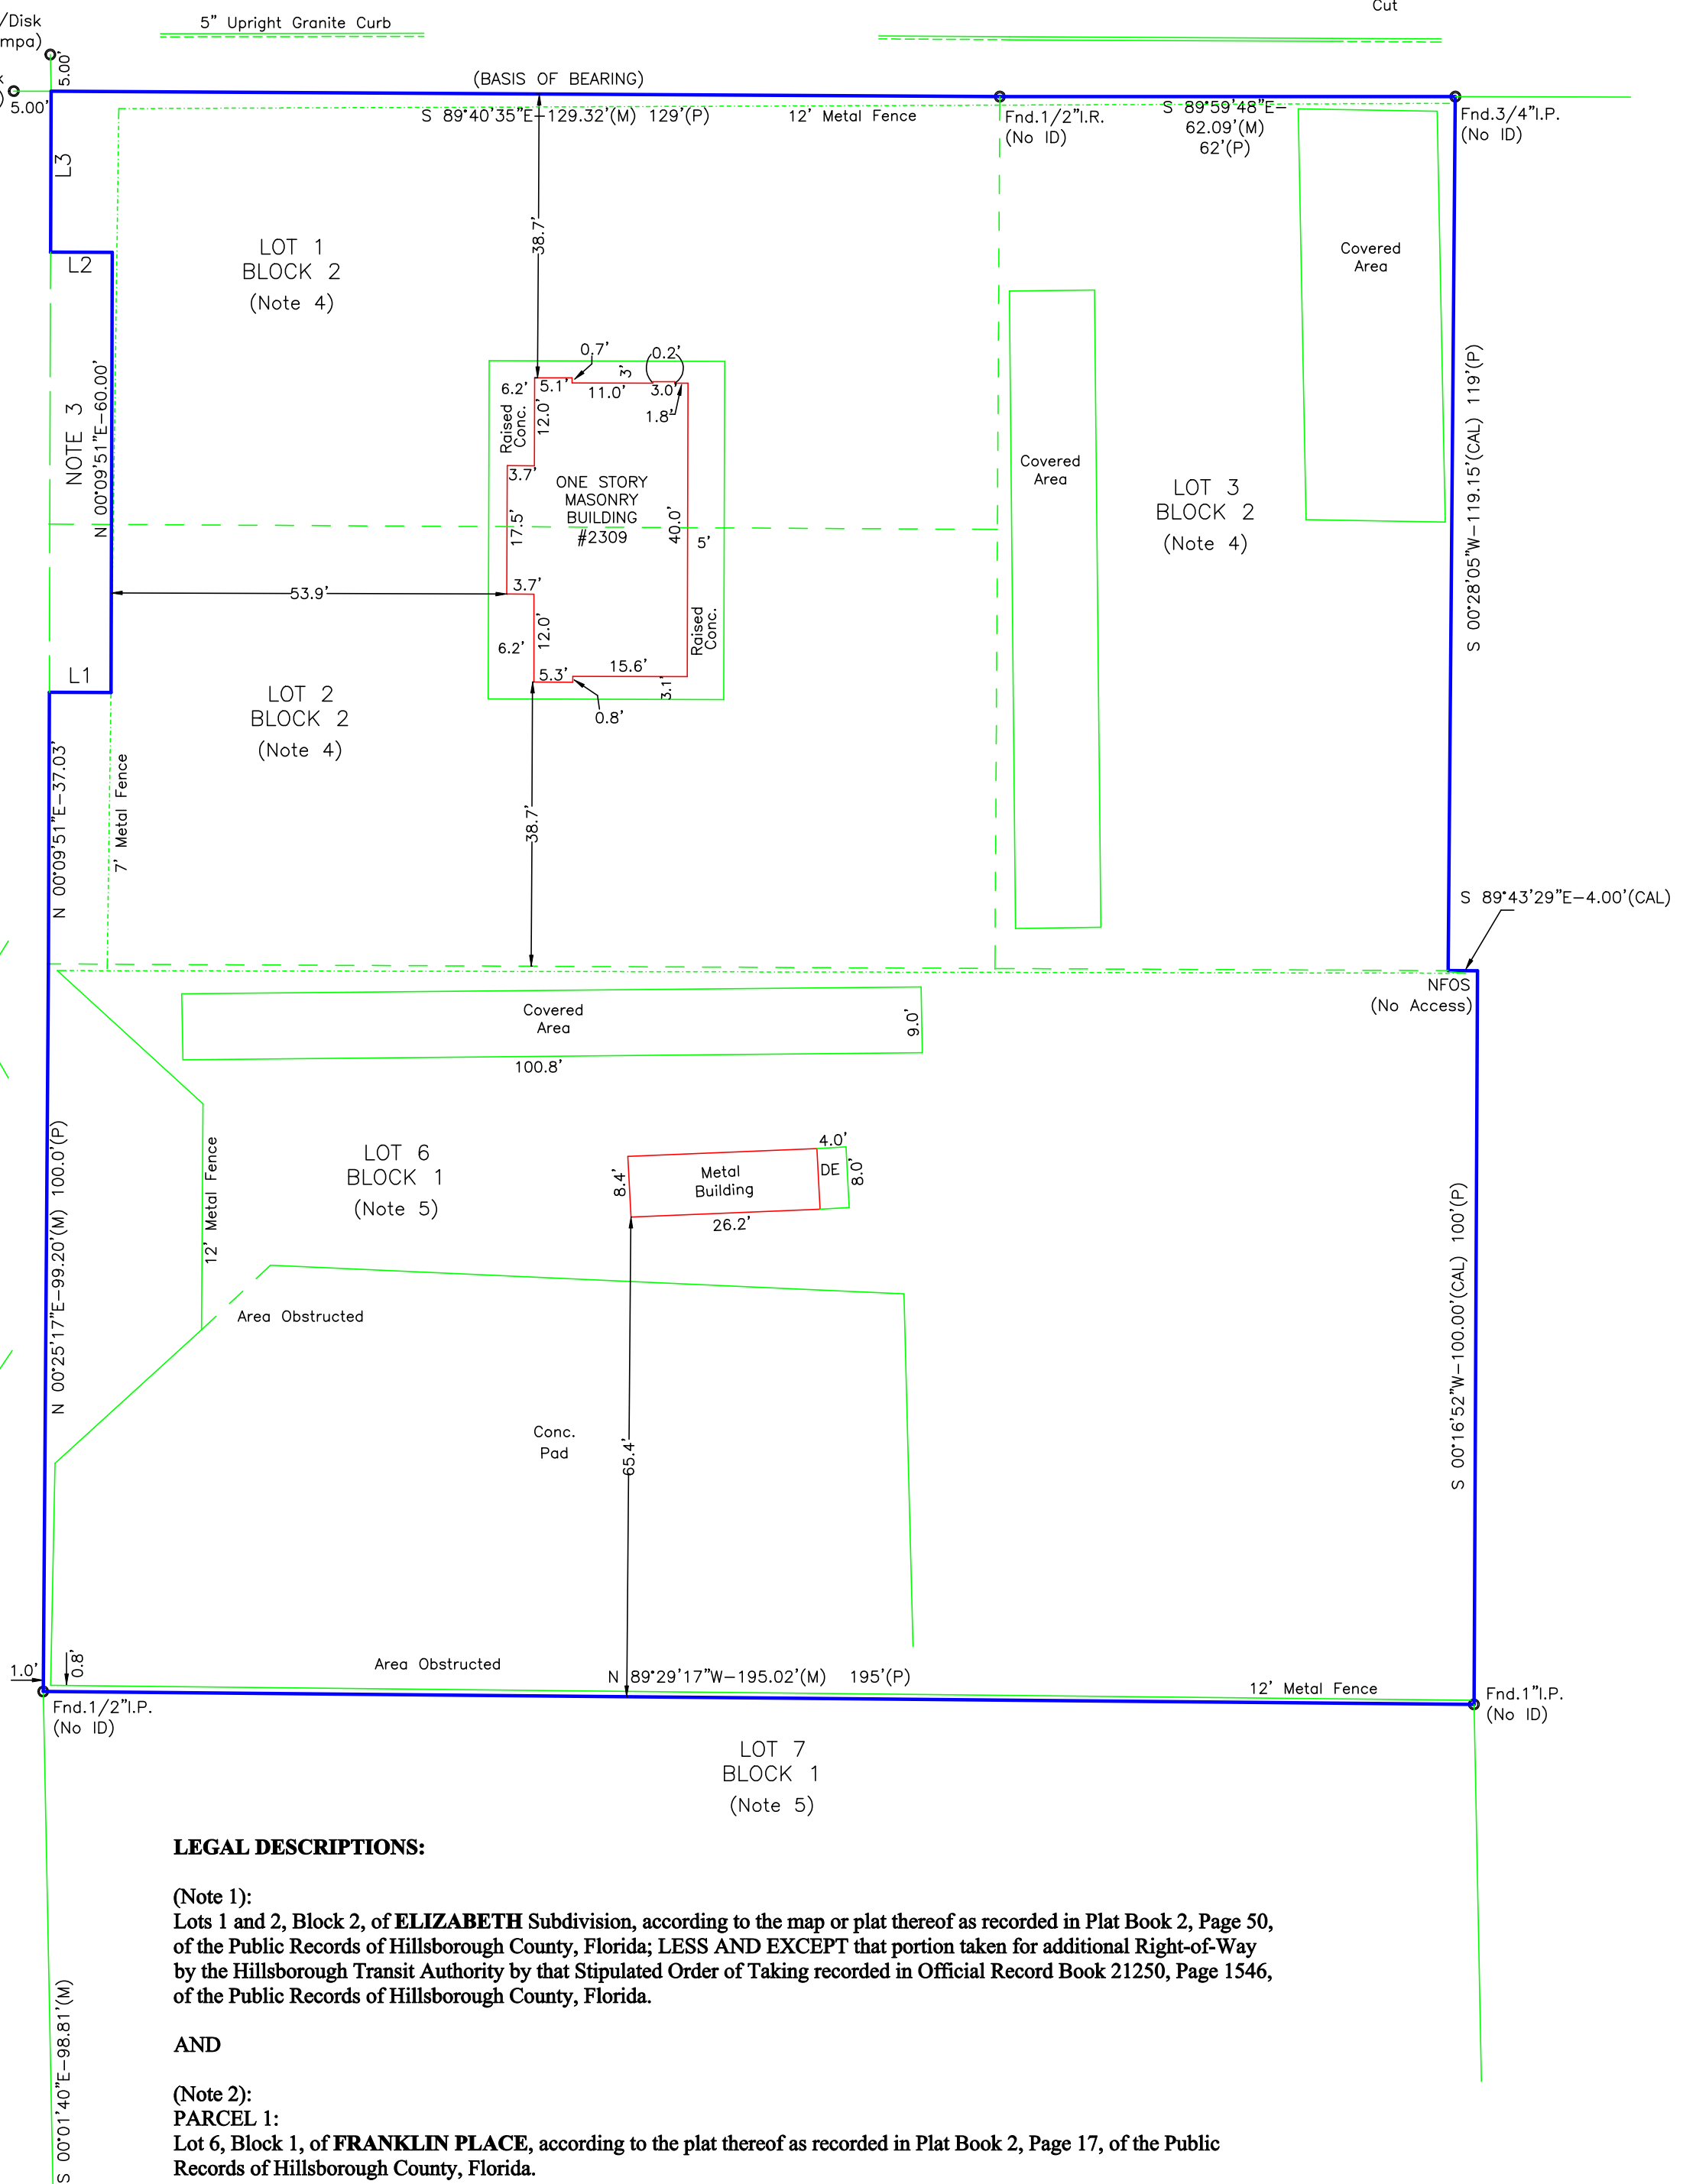 /Disk
mpa)
5.00'
5.00'
5" Upright Granite Curb
Cut
(BASIS OF BEARING)
S 89°40'35"E-129.32'(M) 129'(P)
12' Metal Fence
Fnd.1/2"I.R.
(No ID)
S 89°59'48"E-
62.09'(M)
62'(P)
Fnd.3/4"I.P.
(No ID)
L3
L2
NOTE 3
N 00°09'51"E-60.00'
L1
LOT 1
BLOCK 2
(Note 4)
38.7'
0.7'
0.2'
3'
6.2'
5.1'
11.0'
3.0'
1.8'
Raised
Conc.
12.0'
3.7'
ONE STORY
MASONRY
BUILDING
#2309
17.5'
40.0'
5'
3.7'
53.9'
12.0'
6.2'
Raised
Conc.
15.6'
5.3'
3.1'
0.8'
Covered
Area
Covered
Area
LOT 3
BLOCK 2
(Note 4)
S 00°28'05"W-119.15'(CAL) 119'(P)
LOT 2
BLOCK 2
(Note 4)
7' Metal Fence
N 00°09'51"E-37.03'
38.7'
S 89°43'29"E-4.00'(CAL)
NFOS
(No Access)
Covered
Area
9.0'
100.8'
LOT 6
BLOCK 1
(Note 5)
12' Metal Fence
N 00°25'17"E-99.20'(M) 100.0'(P)
8.4'
Metal
Building
26.2'
4.0'
DE
8.0'
Area Obstructed
Conc.
Pad
65.4'
S 00°16'52"W-100.00'(CAL) 100'(P)
1.0'
0.8'
Area Obstructed
N 89°29'17"W-195.02'(M) 195'(P)
12' Metal Fence
Fnd.1/2"I.P.
(No ID)
Fnd.1"I.P.
(No ID)
LOT 7
BLOCK 1
(Note 5)
S 00°01'40"E-98.81'(M)
LEGAL DESCRIPTIONS:
(Note 1):
Lots 1 and 2, Block 2, of ELIZABETH Subdivision, according to the map or plat thereof as recorded in Plat Book 2, Page 50,
of the Public Records of Hillsborough County, Florida; LESS AND EXCEPT that portion taken for additional Right-of-Way
by the Hillsborough Transit Authority by that Stipulated Order of Taking recorded in Official Record Book 21250, Page 1546,
of the Public Records of Hillsborough County, Florida.
AND
(Note 2):
PARCEL 1:
Lot 6, Block 1, of FRANKLIN PLACE, according to the plat thereof as recorded in Plat Book 2, Page 17, of the Public
Records of Hillsborough County, Florida.